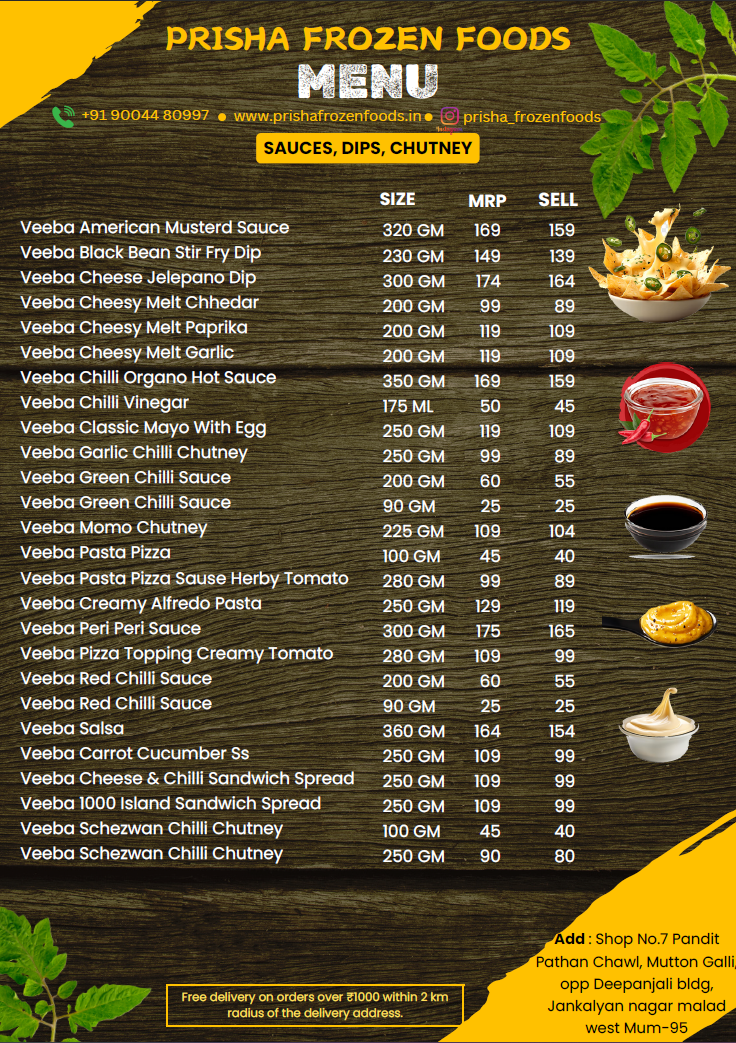 PRISHA FROZEN FOODS
MENU
+91 90044 80997 ● www.prishafrozenfoods.in ● prisha_frozenfoods
SAUCES, DIPS, CHUTNEY
SIZE MRP SELL
Veeba American Musterd Sauce 320 GM 169 159
Veeba Black Bean Stir Fry Dip 230 GM 149 139
Veeba Cheese Jelepano Dip 300 GM 174 164
Veeba Cheesy Melt Chhedar 200 GM 99 89
Veeba Cheesy Melt Paprika 200 GM 119 109
Veeba Cheesy Melt Garlic 200 GM 119 109
Veeba Chilli Organo Hot Sauce 350 GM 169 159
Veeba Chilli Vinegar 175 ML 50 45
Veeba Classic Mayo With Egg 250 GM 119 109
Veeba Garlic Chilli Chutney 250 GM 99 89
Veeba Green Chilli Sauce 200 GM 60 55
Veeba Green Chilli Sauce 90 GM 25 25
Veeba Momo Chutney 225 GM 109 104
Veeba Pasta Pizza 100 GM 45 40
Veeba Pasta Pizza Sause Herby Tomato 280 GM 99 89
Veeba Creamy Alfredo Pasta 250 GM 129 119
Veeba Peri Peri Sauce 300 GM 175 165
Veeba Pizza Topping Creamy Tomato 280 GM 109 99
Veeba Red Chilli Sauce 200 GM 60 55
Veeba Red Chilli Sauce 90 GM 25 25
Veeba Salsa 360 GM 164 154
Veeba Carrot Cucumber Ss 250 GM 109 99
Veeba Cheese & Chilli Sandwich Spread 250 GM 109 99
Veeba 1000 Island Sandwich Spread 250 GM 109 99
Veeba Schezwan Chilli Chutney 100 GM 45 40
Veeba Schezwan Chilli Chutney 250 GM 90 80
Add : Shop No.7 Pandit
Pathan Chawl, Mutton Galli,
opp Deepanjali bldg,
Jankalyan nagar malad
west Mum-95
Free delivery on orders over ₹1000 within 2 km
radius of the delivery address.